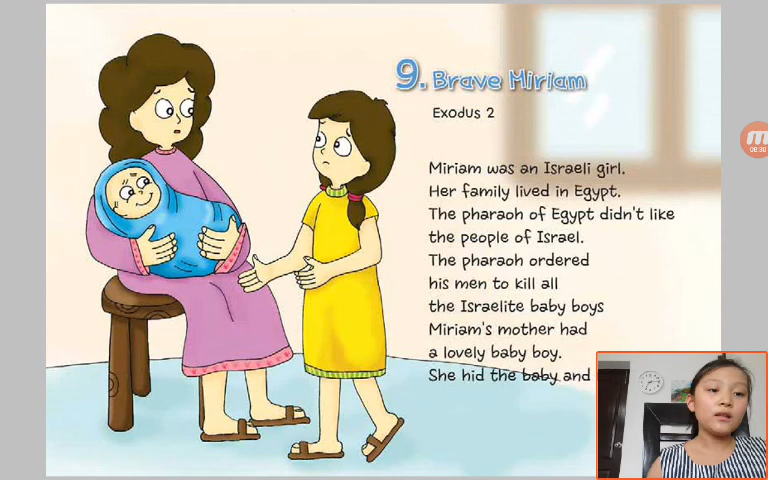 9. Brave Miriam
Exodus 2
Miriam was an Israeli girl.
Her family lived in Egypt.
The pharaoh of Egypt didn't like
the people of Israel.
The pharaoh ordered
his men to kill all
the Israelite baby boys
Miriam's mother had
a lovely baby boy.
She hid the baby and
08:30